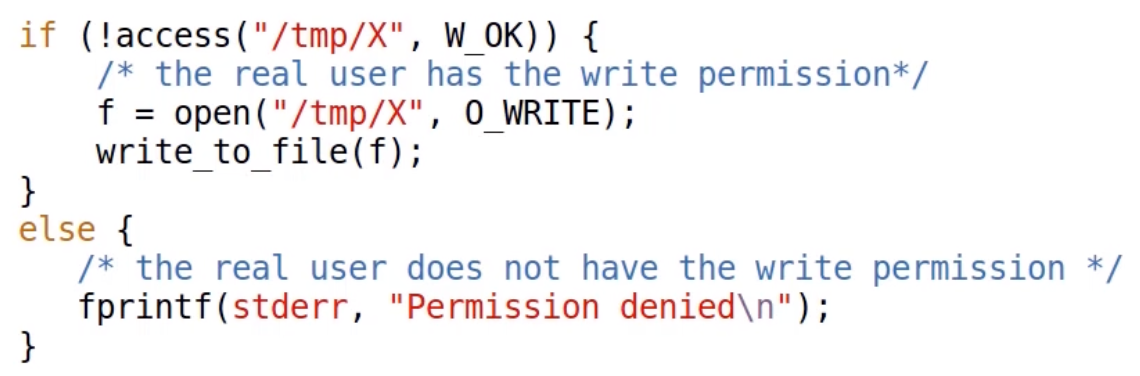 if (!access("/tmp/X", W_OK)) {
/* the real user has the write permission*/
f = open("/tmp/X", O_WRITE);
write_to_file(f);
}
else {
/* the real user does not have the write permission */
fprintf(stderr, "Permission denied\n");
}